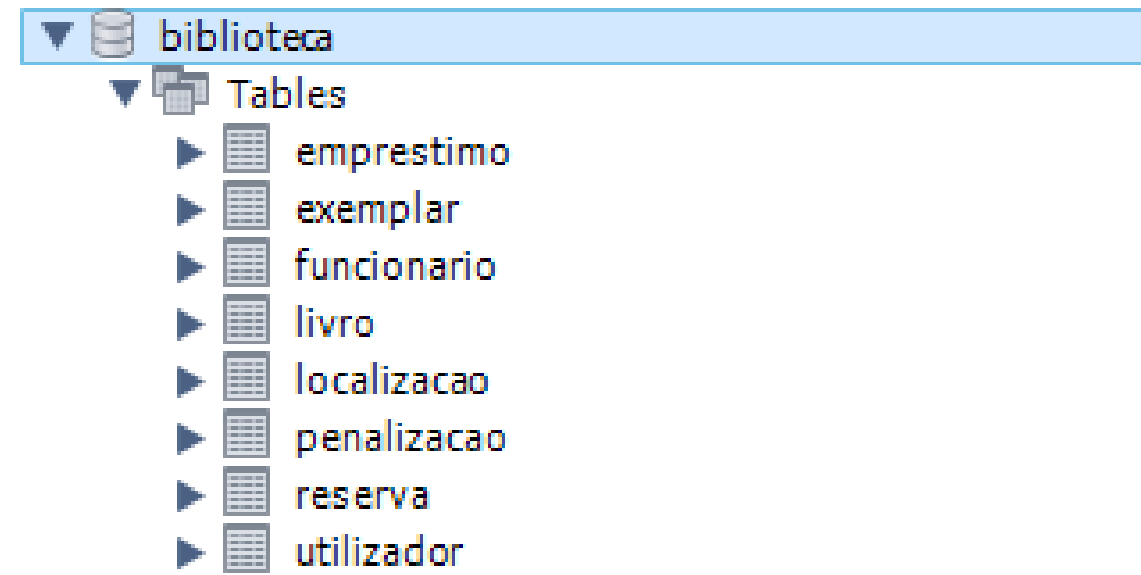 biblioteca
Tables
emprestimo
exemplar
funcionario
livro
localizacao
penalizacao
reserva
utilizador